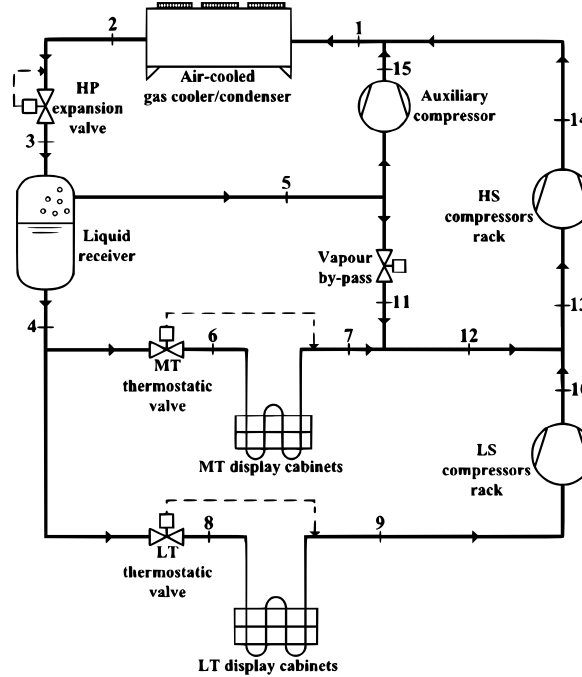 2
1
Air-cooled
gas cooler/condenser
15
HP
expansion
valve
Auxiliary
compressor
3
14
5
HS
compressors
rack
Liquid
receiver
Vapour
by-pass
4
11
13
6
7
12
MT
thermostatic
valve
10
MT display cabinets
LS
compressors
rack
8
9
LT
thermostatic
valve
LT display cabinets